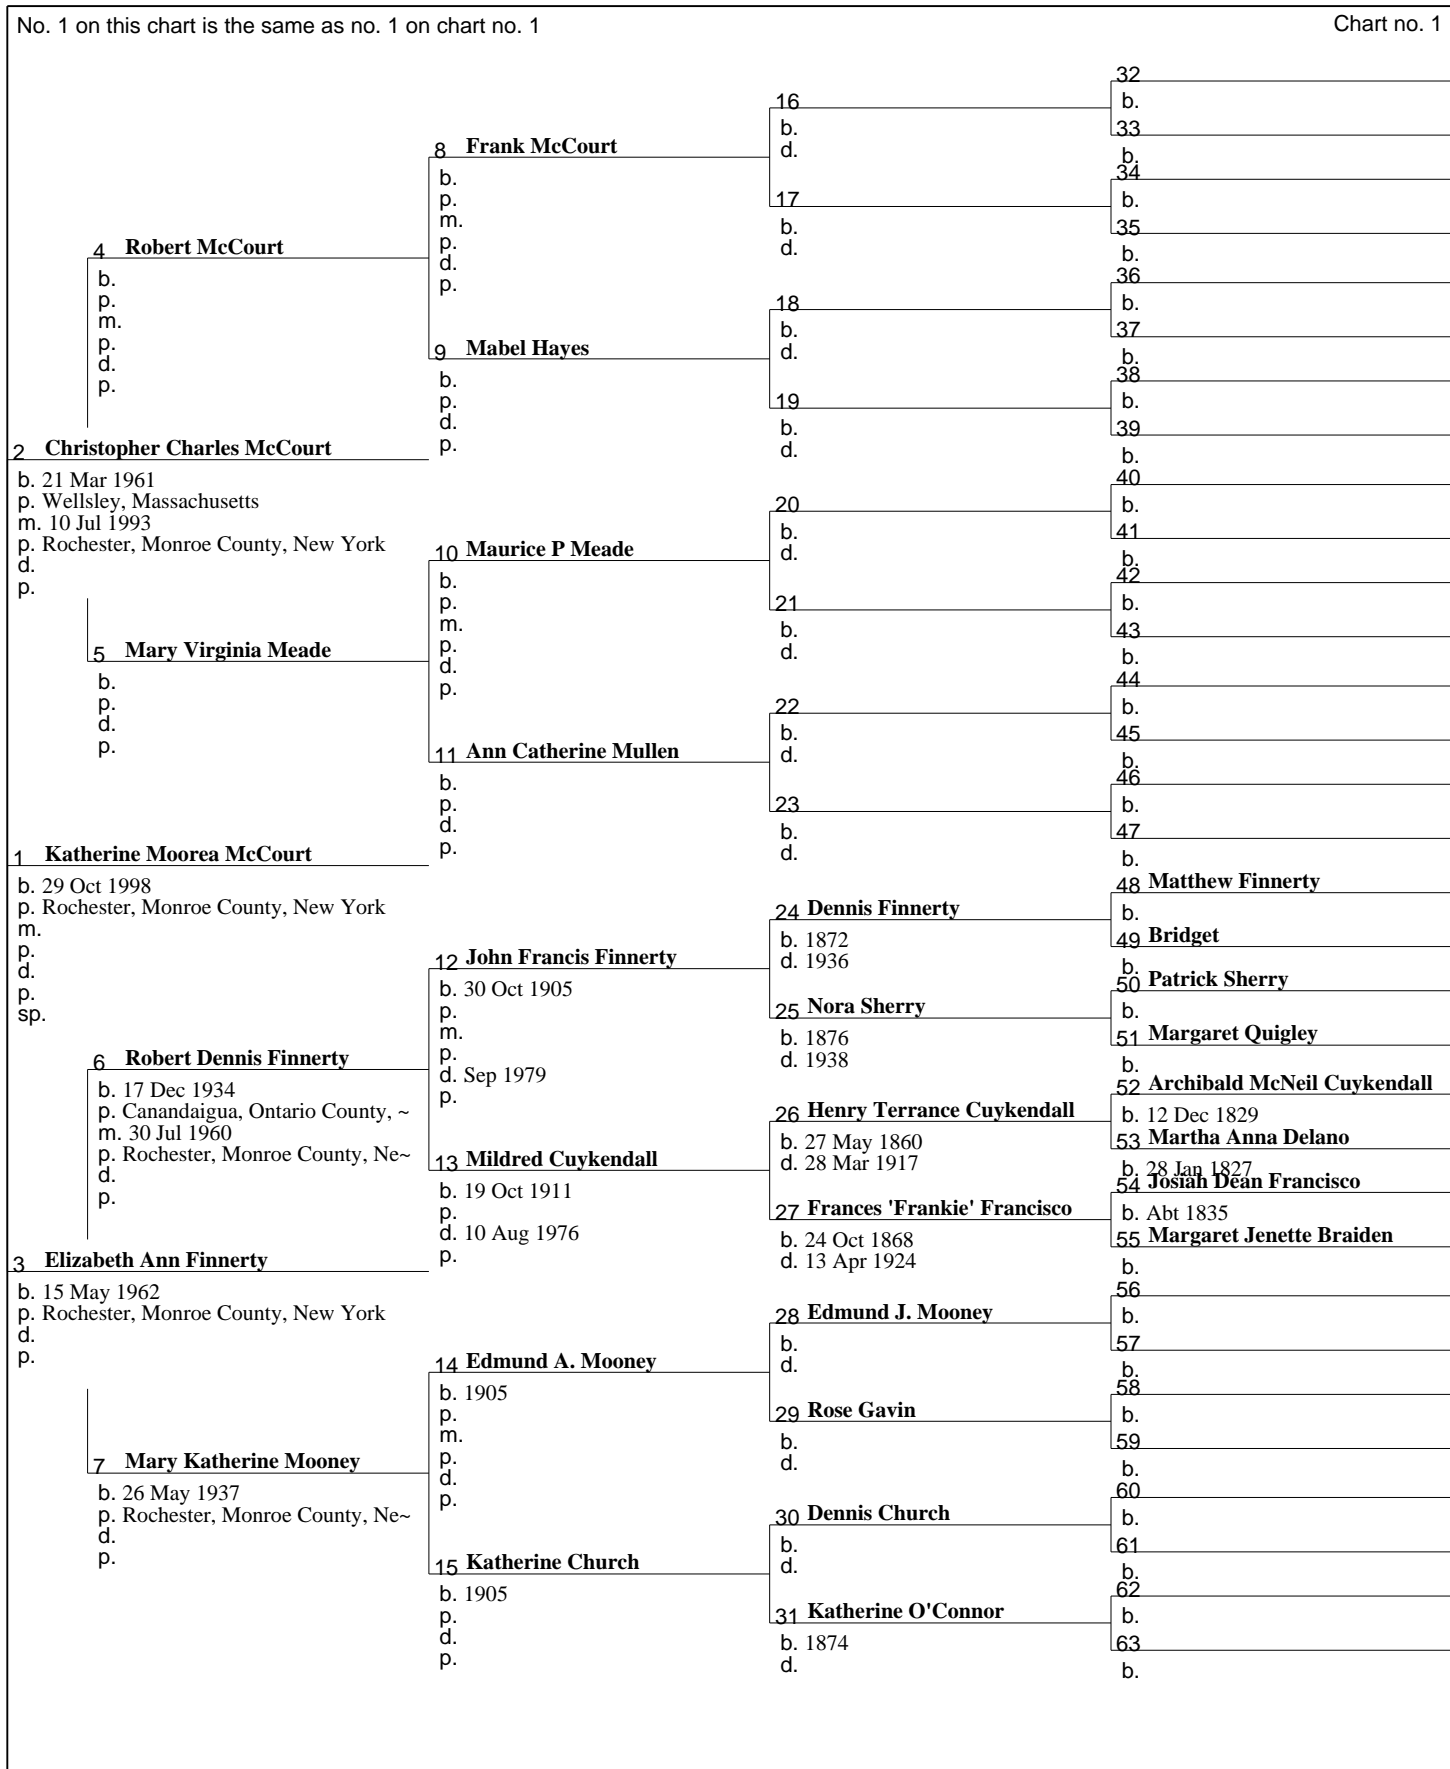 No. 1 on this chart is the same as no. 1 on chart no. 1
Chart no. 1
2 Christopher Charles McCourt
b. 21 Mar 1961
p. Wellsley, Massachusetts
m. 10 Jul 1993
p. Rochester, Monroe County, New York
d.
p.
1 Katherine Moorea McCourt
b. 29 Oct 1998
p. Rochester, Monroe County, New York
m.
p.
d.
p.
sp.
3 Elizabeth Ann Finnerty
b. 15 May 1962
p. Rochester, Monroe County, New York
d.
p.
4 Robert McCourt
b.
p.
m.
p.
d.
p.
5 Mary Virginia Meade
b.
p.
d.
p.
6 Robert Dennis Finnerty
b. 17 Dec 1934
p. Canandaigua, Ontario County, ~
m. 30 Jul 1960
p. Rochester, Monroe County, Ne~
d.
p.
7 Mary Katherine Mooney
b. 26 May 1937
p. Rochester, Monroe County, Ne~
d.
p.
8 Frank McCourt
b.
p.
m.
p.
d.
p.
9 Mabel Hayes
b.
p.
d.
p.
10 Maurice P Meade
b.
p.
m.
p.
d.
p.
11 Ann Catherine Mullen
b.
p.
d.
p.
12 John Francis Finnerty
b. 30 Oct 1905
p.
m.
p.
d. Sep 1979
p.
13 Mildred Cuykendall
b. 19 Oct 1911
p.
d. 10 Aug 1976
p.
14 Edmund A. Mooney
b. 1905
p.
m.
p.
d.
p.
15 Katherine Church
b. 1905
p.
d.
p.
16
b.
d.
17
b.
d.
18
b.
d.
19
b.
d.
20
b.
d.
21
b.
d.
22
b.
d.
23
b.
d.
24 Dennis Finnerty
b. 1872
d. 1936
25 Nora Sherry
b. 1876
d. 1938
26 Henry Terrance Cuykendall
b. 27 May 1860
d. 28 Mar 1917
27 Frances 'Frankie' Francisco
b. 24 Oct 1868
d. 13 Apr 1924
28 Edmund J. Mooney
b.
d.
29 Rose Gavin
b.
d.
30 Dennis Church
b.
d.
31 Katherine O'Connor
b. 1874
d.
32
b.
33
b.
34
b.
35
b.
36
b.
37
b.
38
b.
39
b.
40
b.
41
b.
42
b.
43
b.
44
b.
45
b.
46
b.
47
b.
48 Matthew Finnerty
b.
49 Bridget
b.
50 Patrick Sherry
b.
51 Margaret Quigley
b.
52 Archibald McNeil Cuykendall
b. 12 Dec 1829
53 Martha Anna Delano
b. 28 Jan 1827
54 Josiah Dean Francisco
b. Abt 1835
55 Margaret Jenette Braiden
b.
56
b.
57
b.
58
b.
59
b.
60
b.
61
b.
62
b.
63
b.